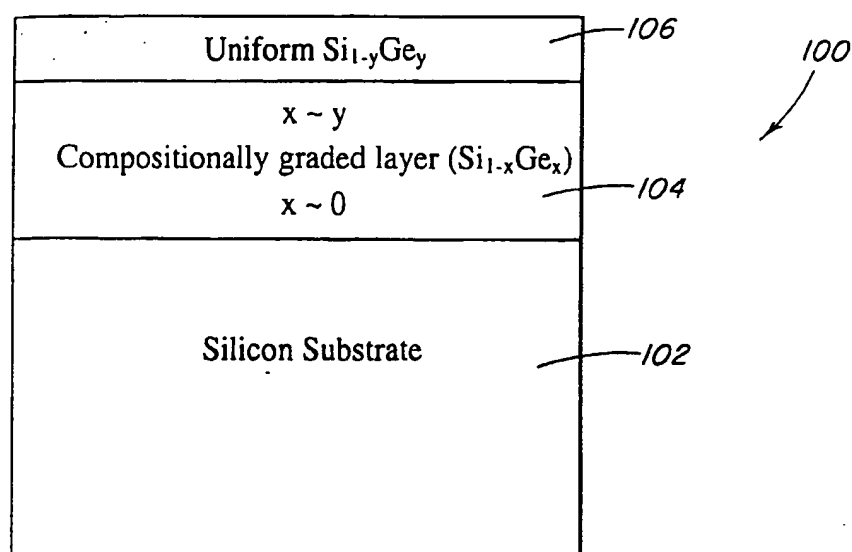 Uniform Si₁₋yGey
106
100
x ~ y
Compositionally graded layer (Si₁₋ₓGeₓ)
104
x ~ 0
Silicon Substrate
102